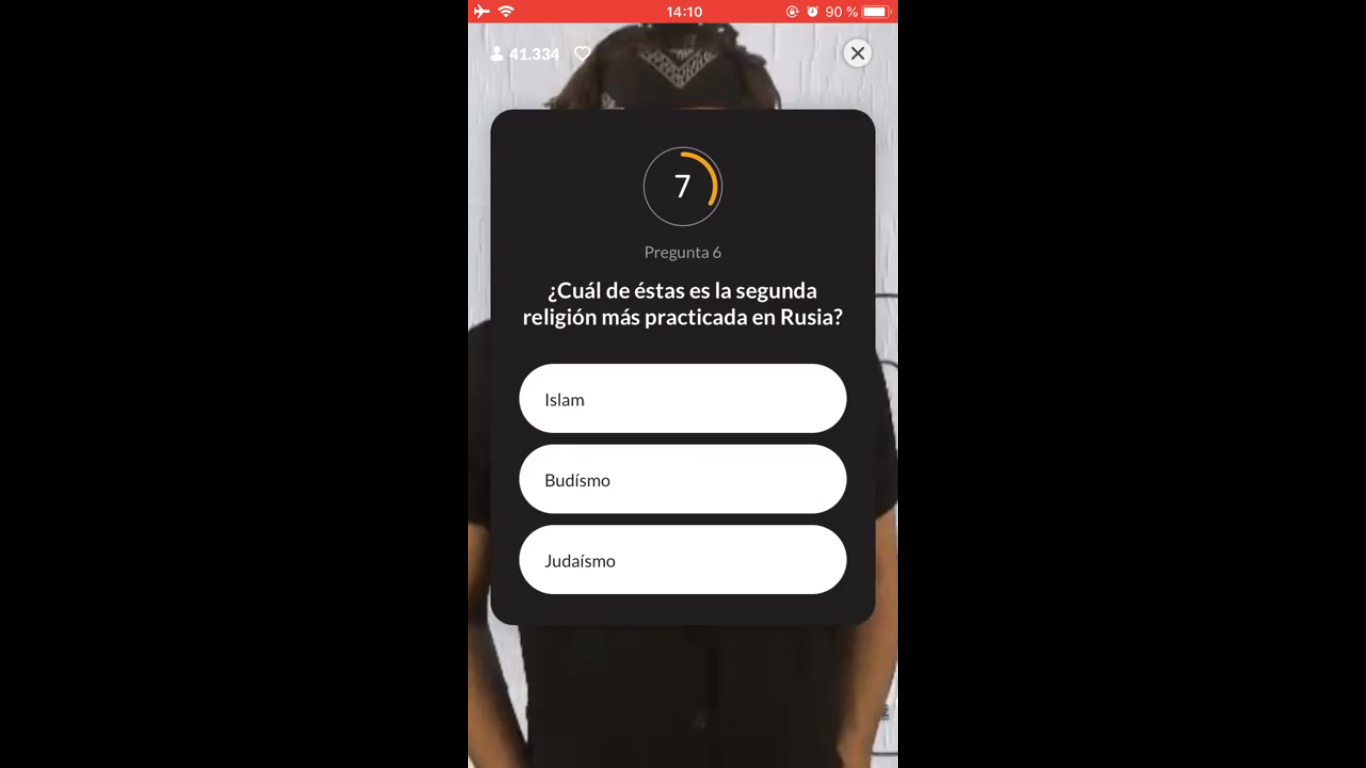 14:10
90 %
41.334
7
Pregunta 6
¿Cuál de éstas es la segunda
religión más practicada en Rusia?
Islam
Budísmo
Judaísmo